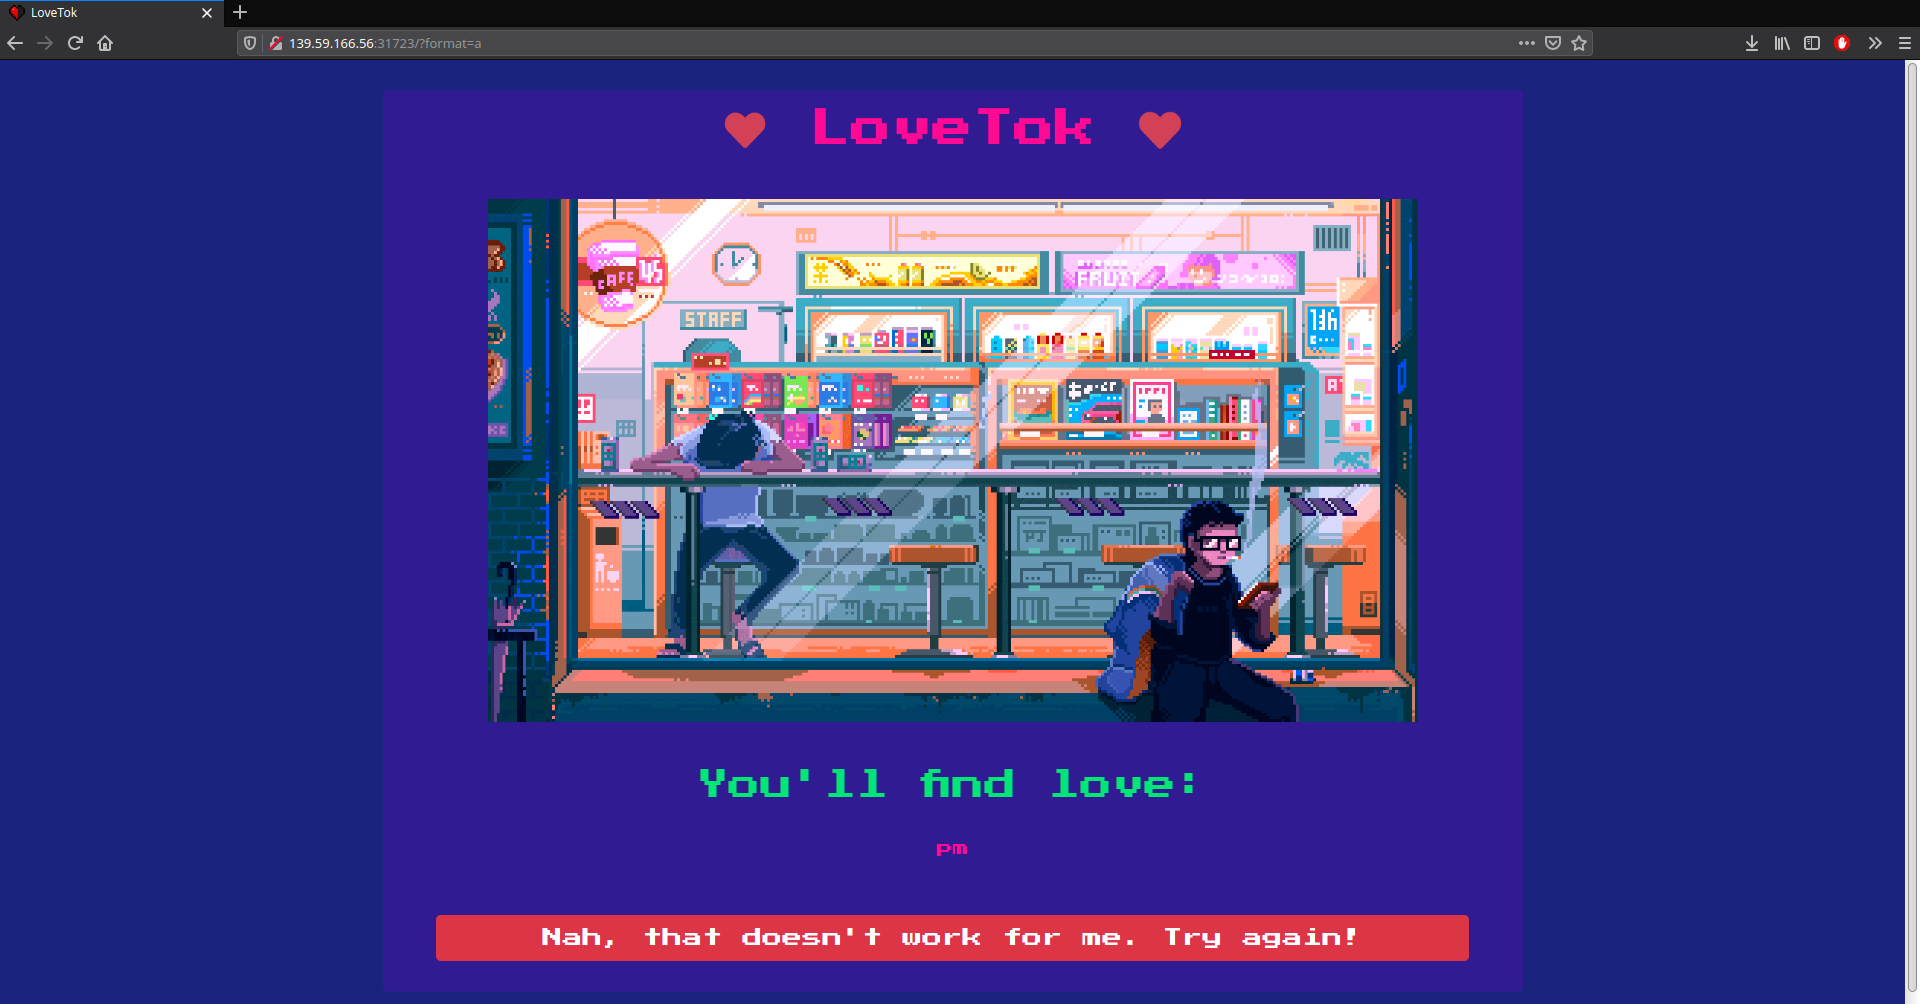 LoveTok
139.59.166.56:31723/?format=a
LoveTok
CAFE
STAFF
FRUIT
You'll find love:
pm
Nah, that doesn't work for me. Try again!